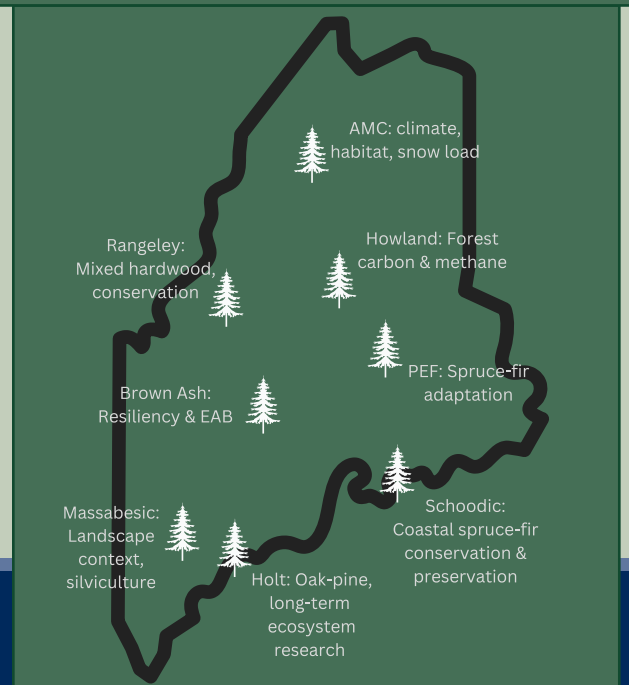 AMC: climate,
habitat, snow load
Rangeley:
Mixed hardwood,
conservation
Howland: Forest
carbon & methane
PEF: Spruce-fir
adaptation
Brown Ash:
Resiliency & EAB
Schoodic:
Coastal spruce-fir
conservation &
preservation
Massabesic:
Landscape
context,
silviculture
Holt: Oak-pine,
long-term
ecosystem
research